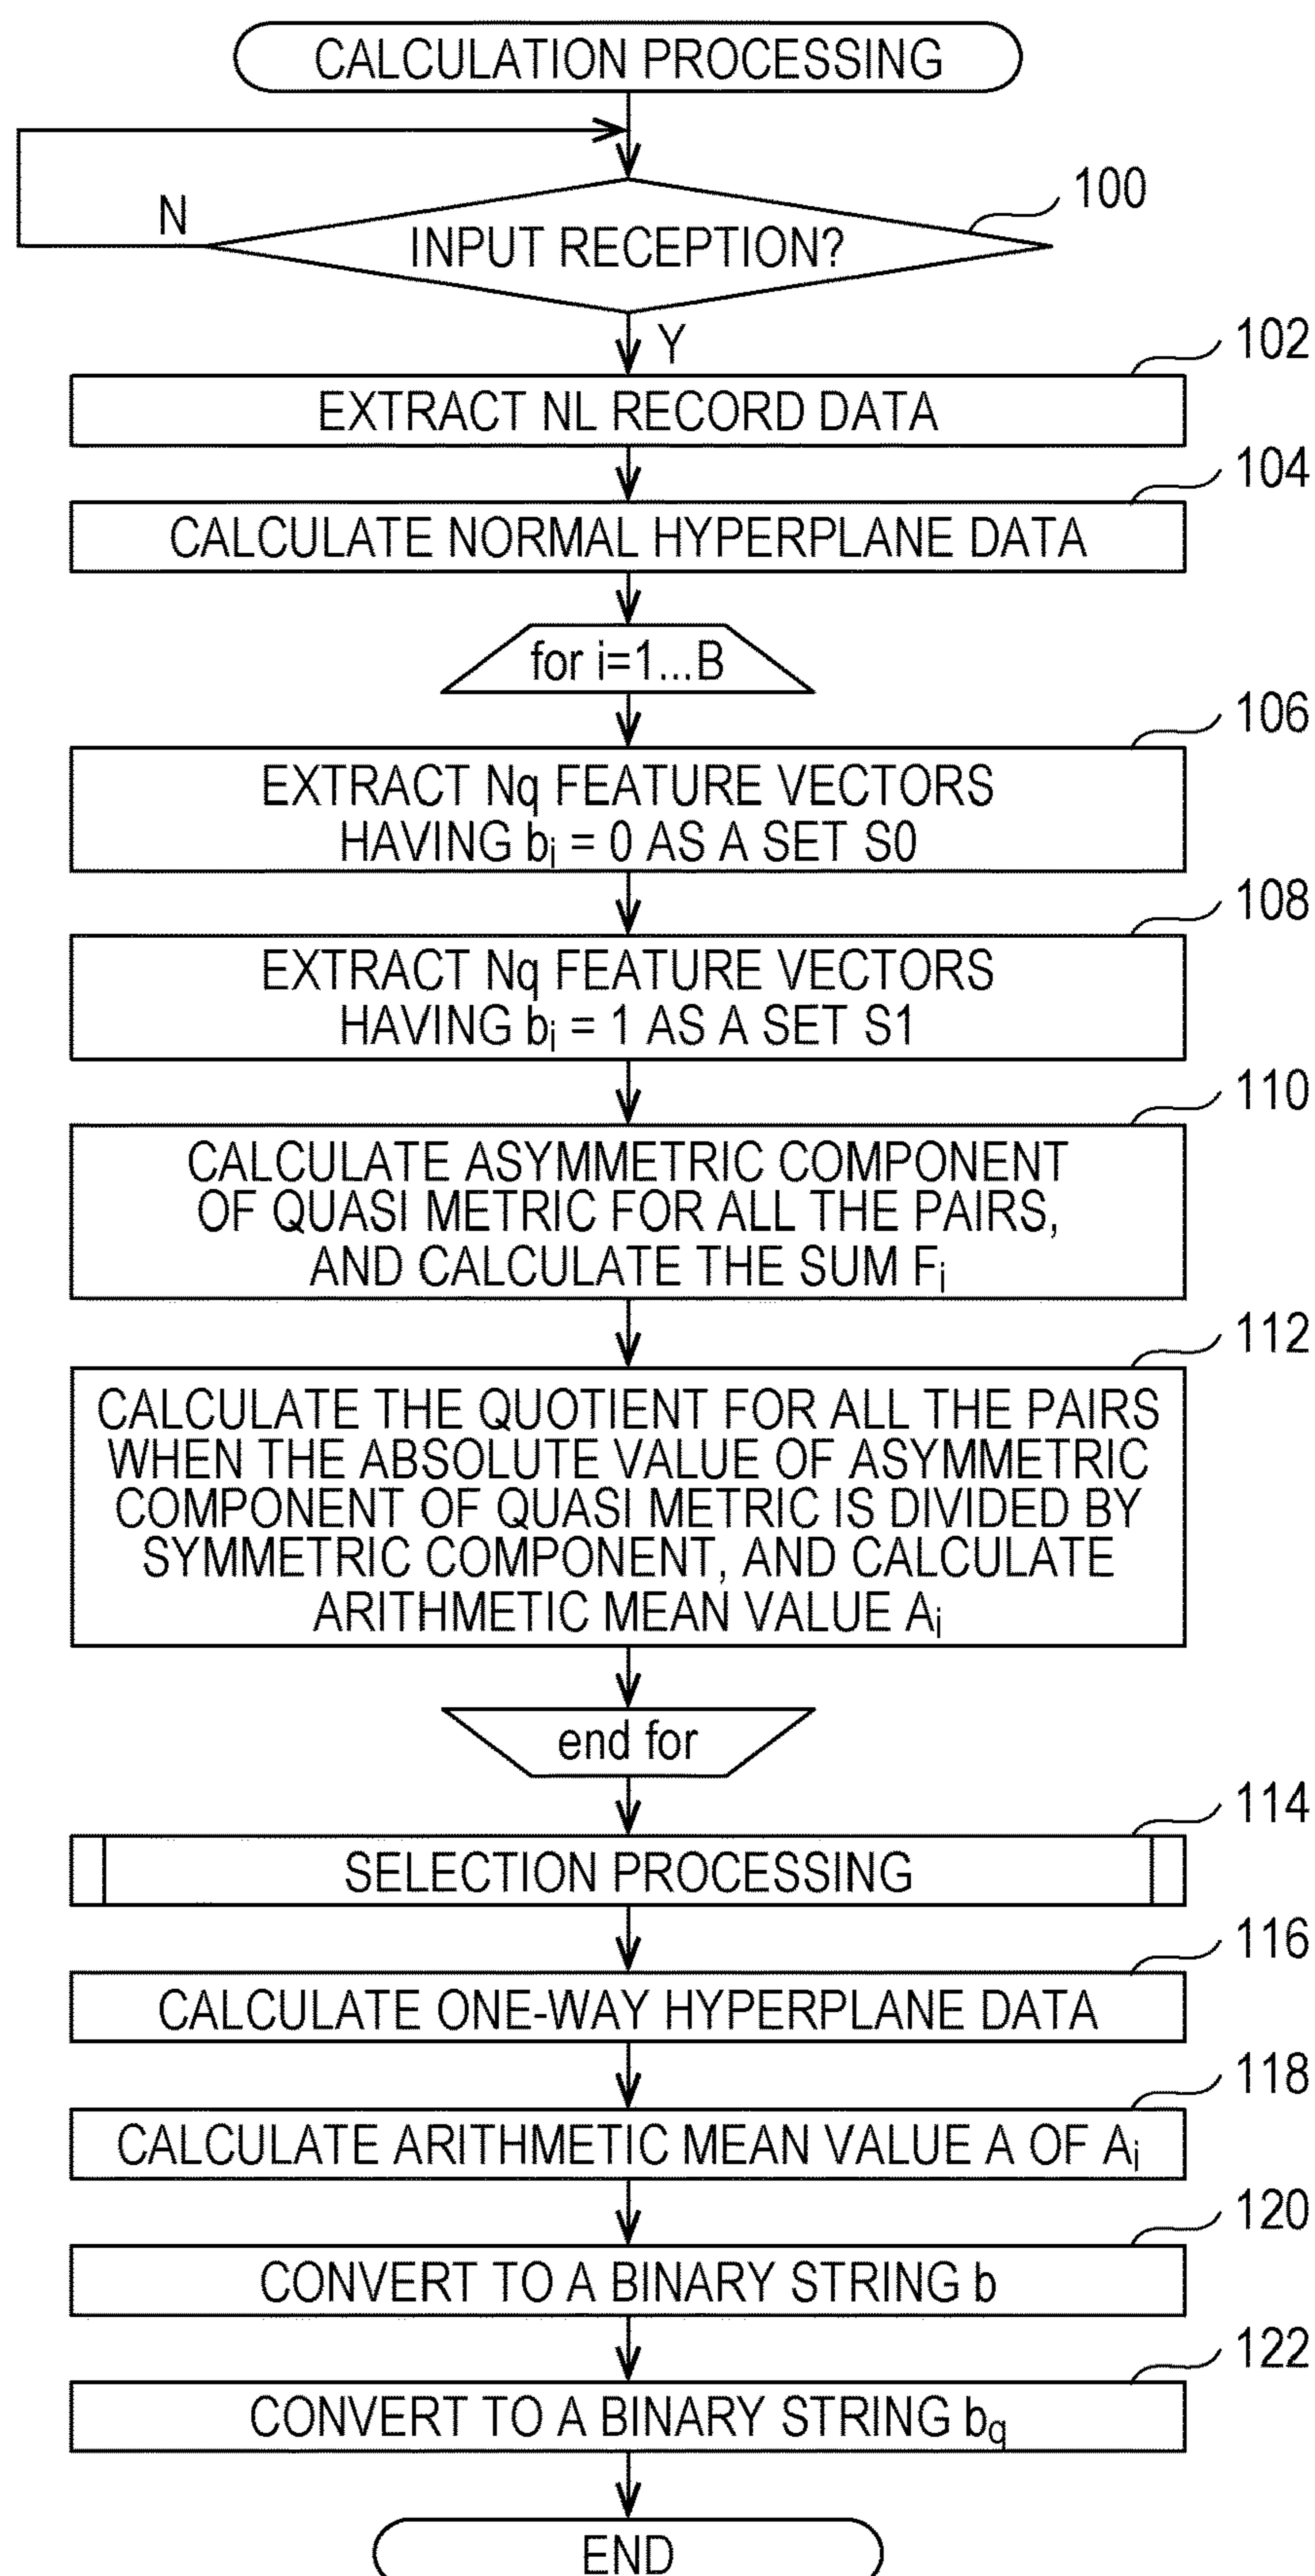 CALCULATION PROCESSING
N
INPUT RECEPTION?
100
Y
102
EXTRACT NL RECORD DATA
104
CALCULATE NORMAL HYPERPLANE DATA
for i=1...B
106
EXTRACT Nq FEATURE VECTORS
HAVING bi = 0 AS A SET S0
108
EXTRACT Nq FEATURE VECTORS
HAVING bi = 1 AS A SET S1
110
CALCULATE ASYMMETRIC COMPONENT
OF QUASI METRIC FOR ALL THE PAIRS,
AND CALCULATE THE SUM Fi
112
CALCULATE THE QUOTIENT FOR ALL THE PAIRS
WHEN THE ABSOLUTE VALUE OF ASYMMETRIC
COMPONENT OF QUASI METRIC IS DIVIDED BY
SYMMETRIC COMPONENT, AND CALCULATE
ARITHMETIC MEAN VALUE Ai
end for
114
SELECTION PROCESSING
116
CALCULATE ONE-WAY HYPERPLANE DATA
118
CALCULATE ARITHMETIC MEAN VALUE A OF Ai
120
CONVERT TO A BINARY STRING b
122
CONVERT TO A BINARY STRING bq
END